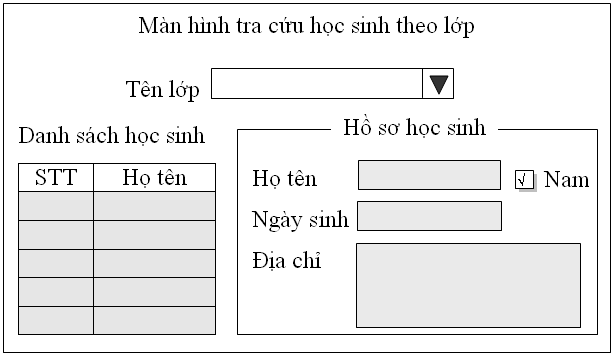 Màn hình tra cứu học sinh theo lớp
Tên lớp
Danh sách học sinh
STT Họ tên
Hồ sơ học sinh
Họ tên Nam
Ngày sinh
Địa chỉ